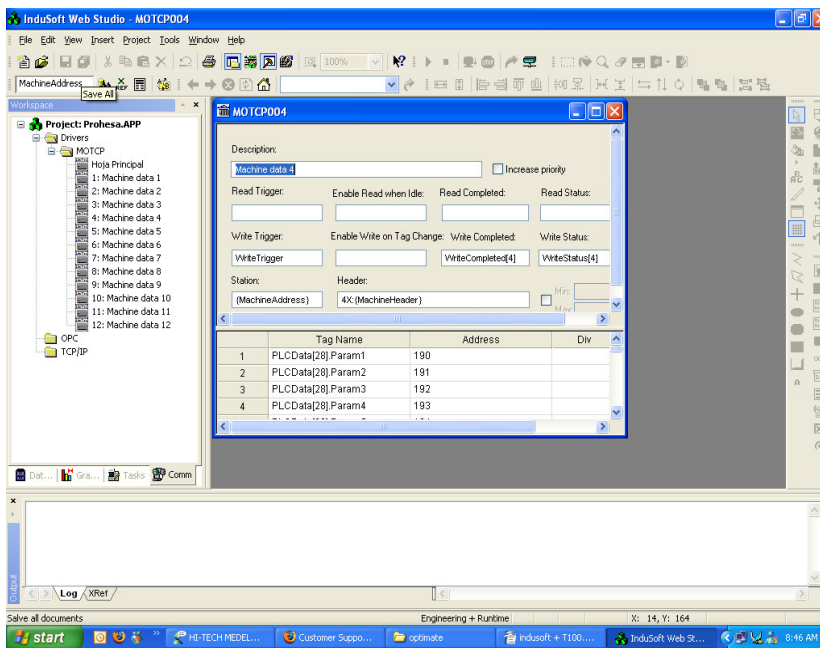 InduSoft Web Studio - MOTCP004
File Edit View Insert Project Tools Window Help
100%
MachineAddress
Save All
Workspace
Project: Prohesa.APP
Drivers
MOTCP
Hoja Principal
1: Machine data 1
2: Machine data 2
3: Machine data 3
4: Machine data 4
5: Machine data 5
6: Machine data 6
7: Machine data 7
8: Machine data 8
9: Machine data 9
10: Machine data 10
11: Machine data 11
12: Machine data 12
OPC
TCP/IP
Dat... Gra... Tasks Comm
MOTCP004
Description:
Machine data 4 Increase priority
Read Trigger: Enable Read when Idle: Read Completed: Read Status:
Write Trigger: Enable Write on Tag Change: Write Completed: Write Status:
WriteTrigger WriteCompleted[4] WriteStatus[4]
Station: Header:
{MachineAddress} 4X:{MachineHeader} Min:
Max:
Tag Name Address Div
1 PLCData[28].Param1 190
2 PLCData[28].Param2 191
3 PLCData[28].Param3 192
4 PLCData[28].Param4 193
Output
Log XRef
Salve all documents Engineering + Runtime X: 14, Y: 164
start HI-TECH MEDEL... Customer Suppo... optimate indusoft + T100.... InduSoft Web St... 8:46 AM